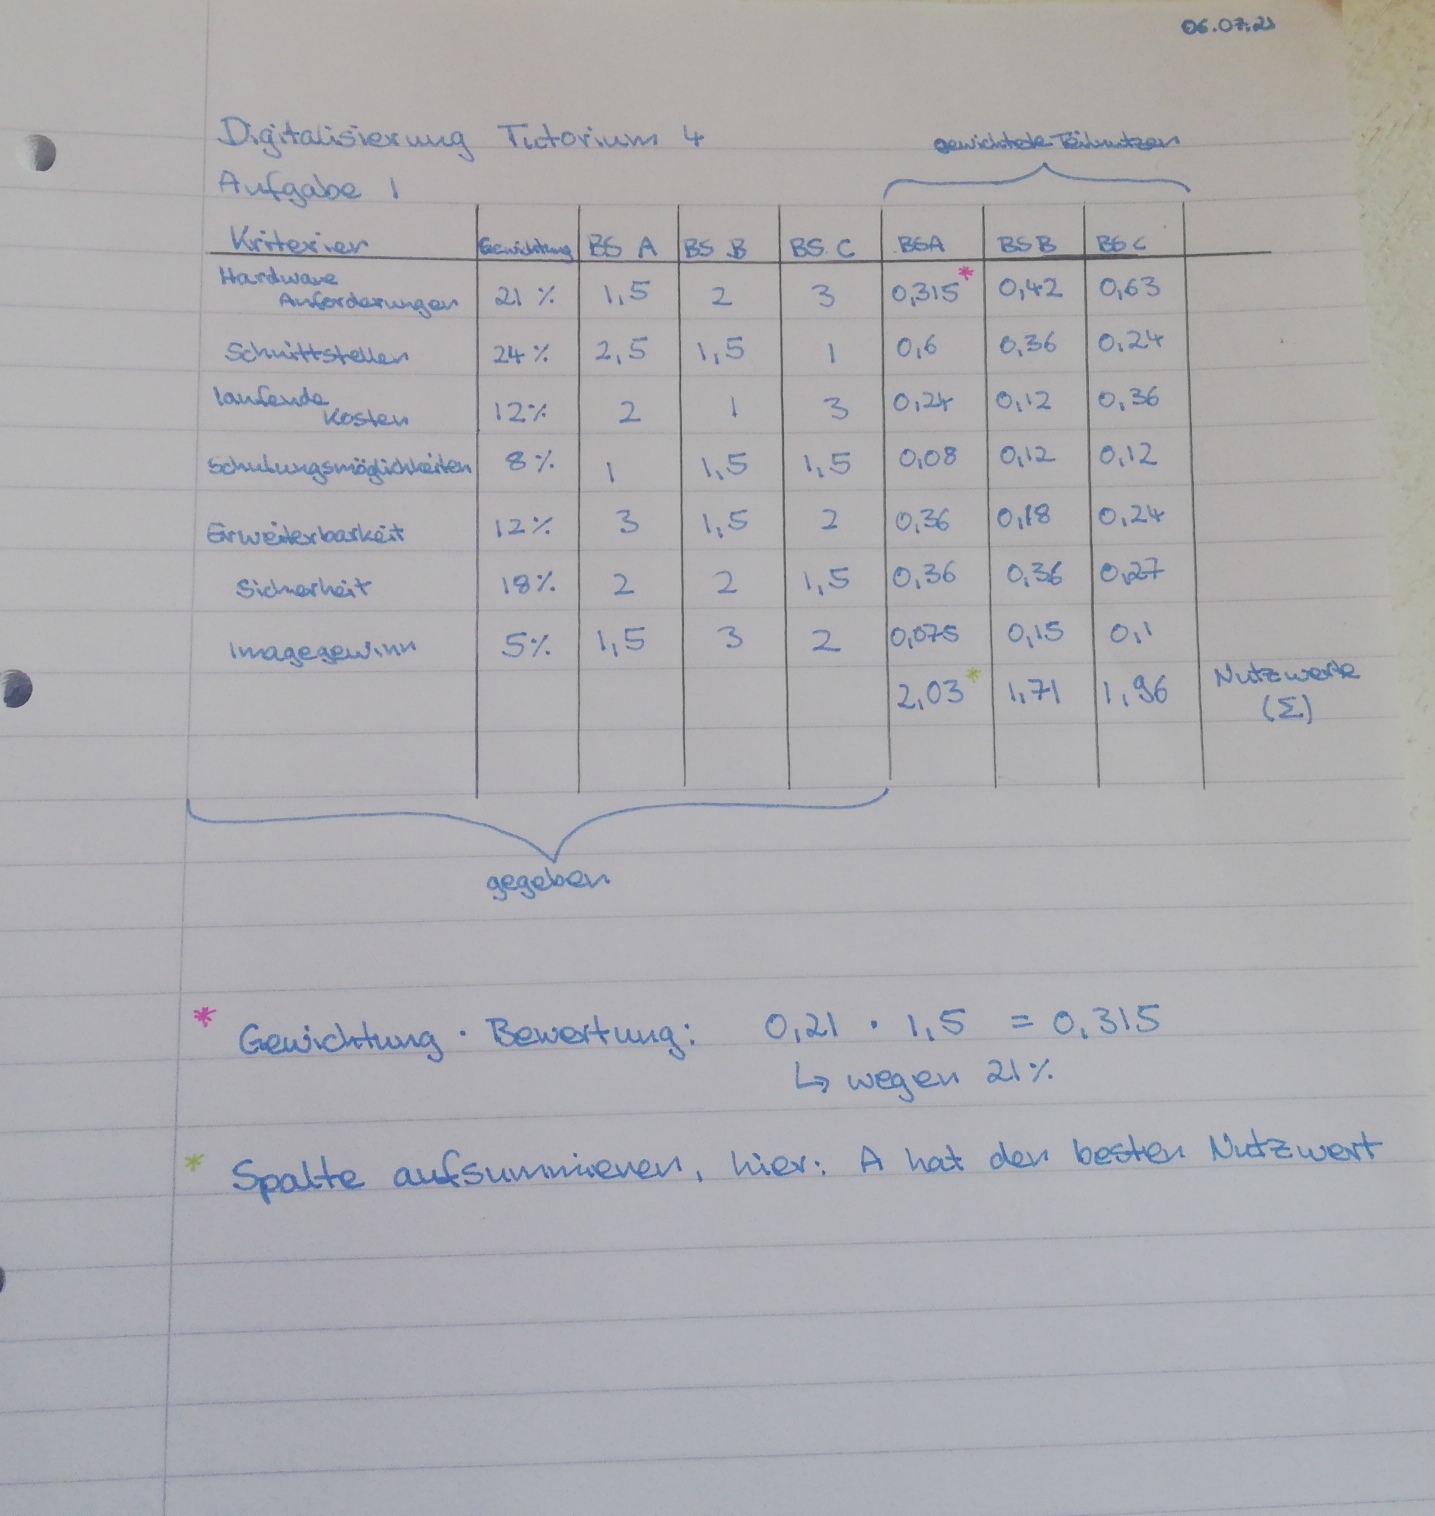 06.07.21
Digitalisierung Tutorium 4
gewichtete Teilnutzen
Aufgabe 1
Kriterien Gewichtung BS A BS B BS C BSA BSB BSC
Hardware
Anforderungen 21% 1,5 2 3 0,315* 0,42 0,63
Schnittstellen 24% 2,5 1,5 1 0,6 0,36 0,24
laufende
Kosten 12% 2 1 3 0,24 0,12 0,36
Schulungsmöglichkeiten 8% 1 1,5 1,5 0,08 0,12 0,12
Erweiterbarkeit 12% 3 1,5 2 0,36 0,18 0,24
Sicherheit 18% 2 2 1,5 0,36 0,36 0,27
Imagegewinn 5% 1,5 3 2 0,075 0,15 0,1
2,03* 1,71 1,96 Nutzwerte
(Σ)
gegeben
* Gewichtung · Bewertung: 0,21 · 1,5 = 0,315
↳ wegen 21%
* Spalte aufsummieren, hier: A hat den besten Nutzwert